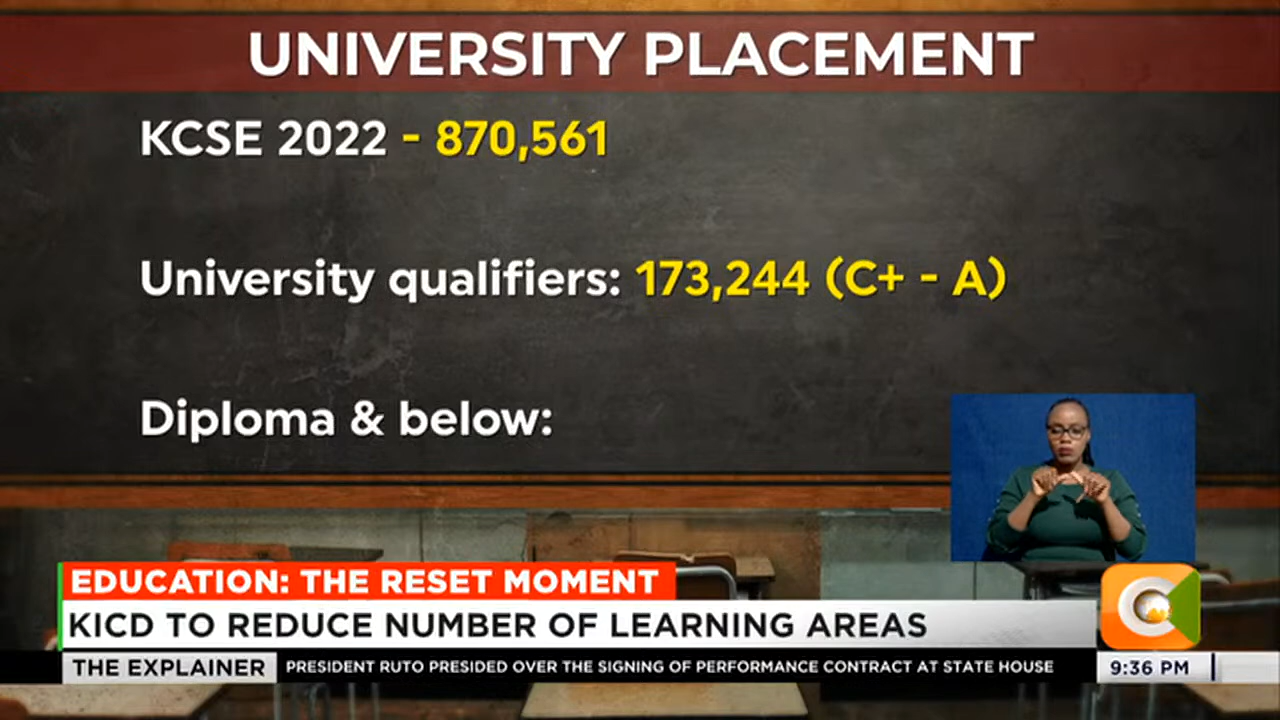 UNIVERSITY PLACEMENT
KCSE 2022 - 870,561
University qualifiers: 173,244 (C+ - A)
Diploma & below:
EDUCATION: THE RESET MOMENT
KICD TO REDUCE NUMBER OF LEARNING AREAS
THE EXPLAINER PRESIDENT RUTO PRESIDED OVER THE SIGNING OF PERFORMANCE CONTRACT AT STATE HOUSE 9:36 PM